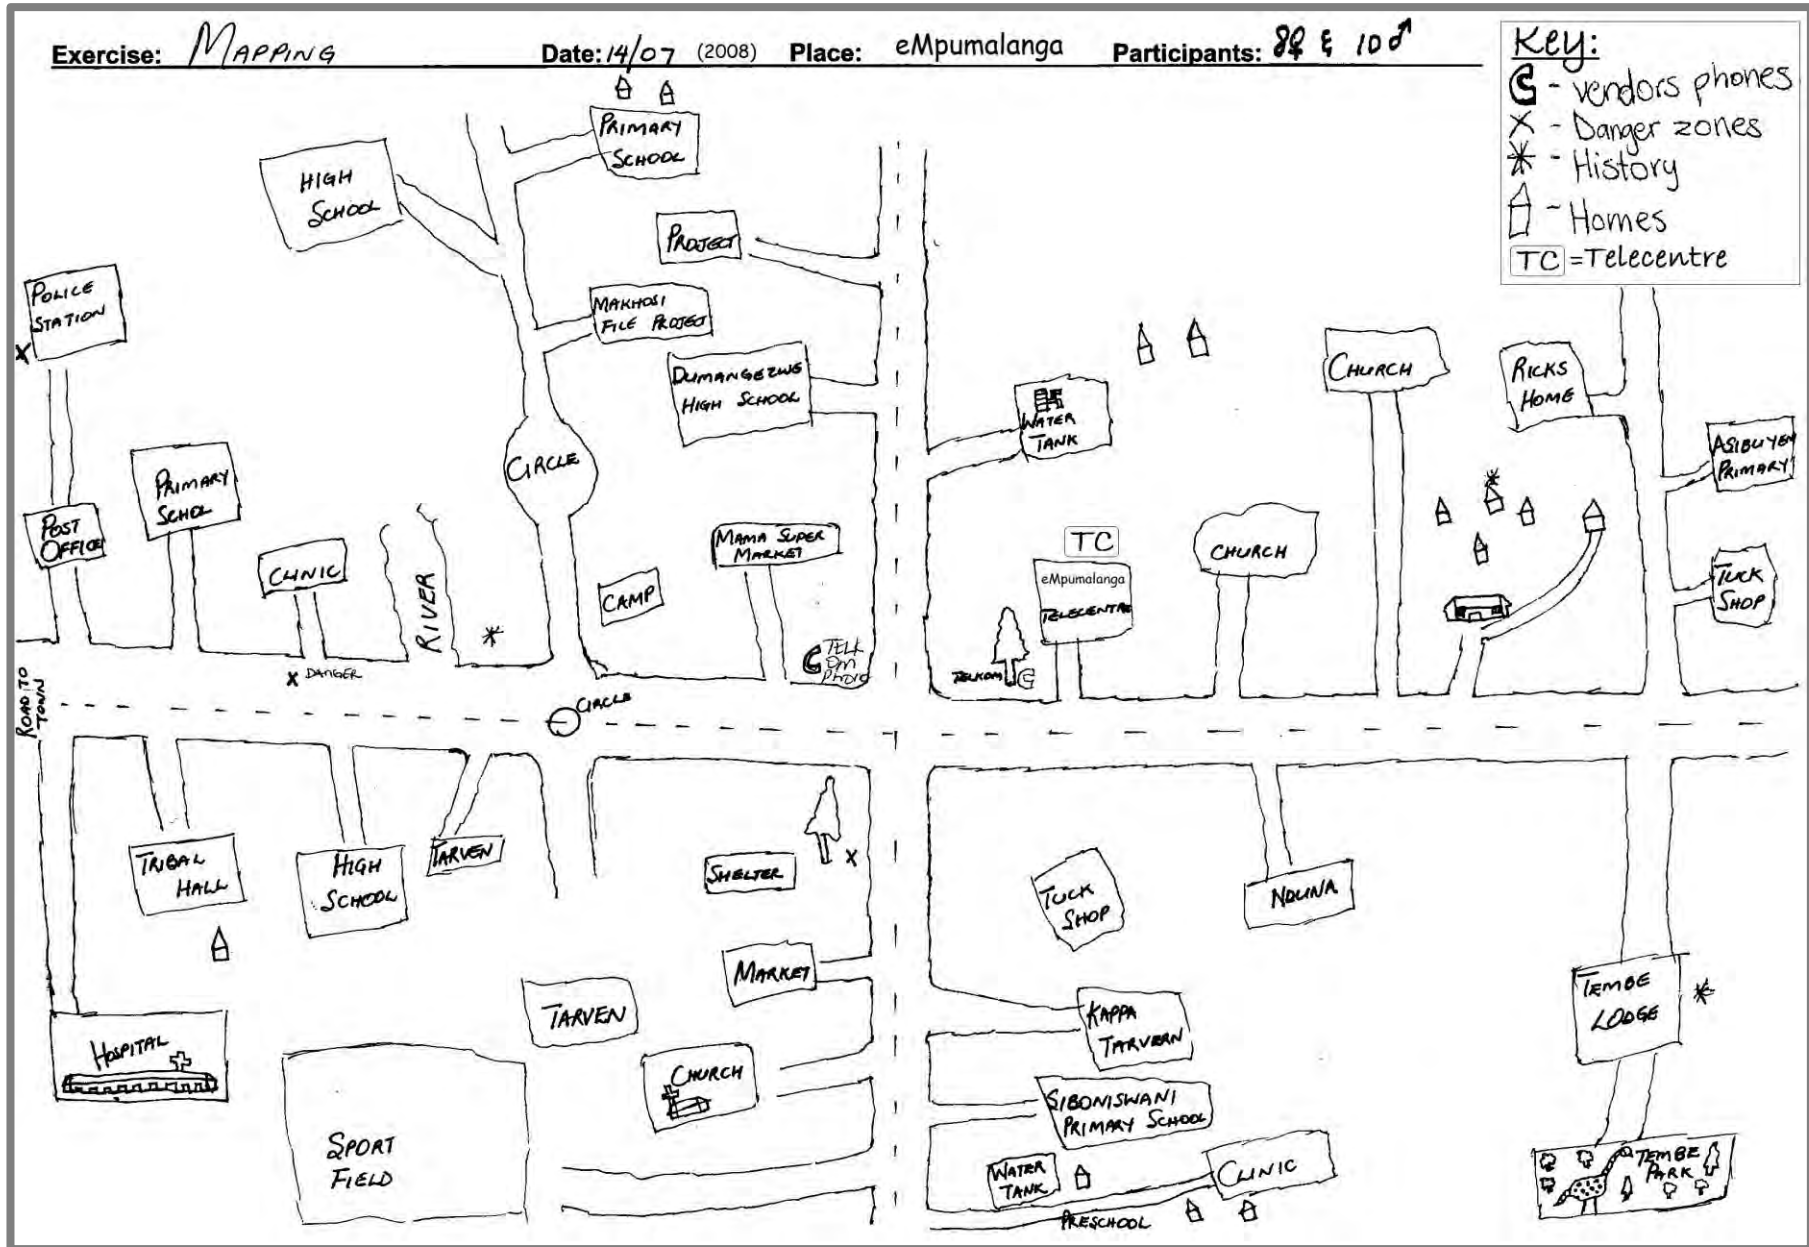 Exercise: MAPPING Date: 14/07 (2008) Place: eMpumalanga Participants: 8♀ & 10♂
Key:
C - vendors phones
X - Danger zones
* - History
- Homes
TC = Telecentre
PRIMARY
SCHOOL
HIGH
SCHOOL
PROJECT
POLICE
STATION
X
MAKHOSI
FILE PROJECT
DUMANGEZWE
HIGH SCHOOL
CHURCH
RICKS
HOME
WATER
TANK
ASIBUYEM
PRIMARY
CIRCLE
PRIMARY
SCHOL
POST
OFFICE
CLINIC
RIVER
CAMP
MAMA SUPER
MARKET
TC
eMpumalanga
TELECENTRE
CHURCH
TUCK
SHOP
C
TELKOM C
X DANGER
ROAD TO
TOWN
CIRCLE
TRIBAL
HALL
HIGH
SCHOOL
TARVEN
SHELTER
X
TUCK
SHOP
NDUNA
MARKET
TARVEN
KAPPA
TARVERN
TEMBE
LODGE
HOSPITAL
CHURCH
SPORT
FIELD
SIBONISWANI
PRIMARY SCHOOL
WATER
TANK
CLINIC
PRESCHOOL
TEMBE
PARK